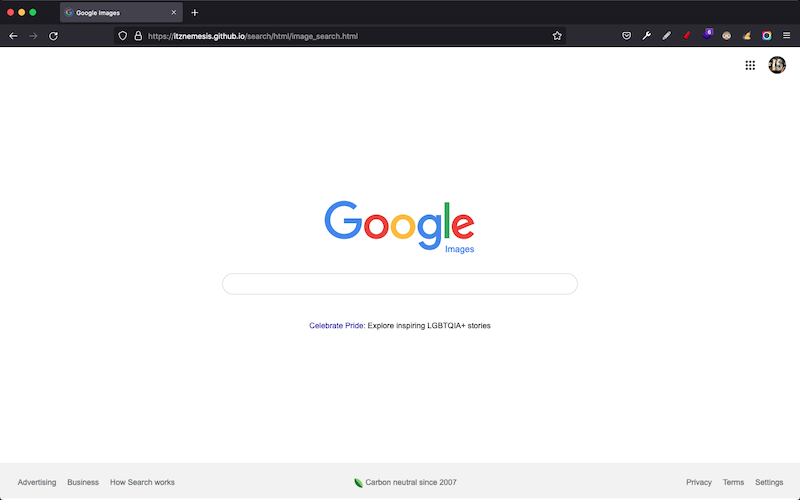 Google Images
https://itznemesis.github.io/search/html/image_search.html
6
Google
Images
Celebrate Pride: Explore inspiring LGBTQIA+ stories
Advertising Business How Search works Carbon neutral since 2007 Privacy Terms Settings